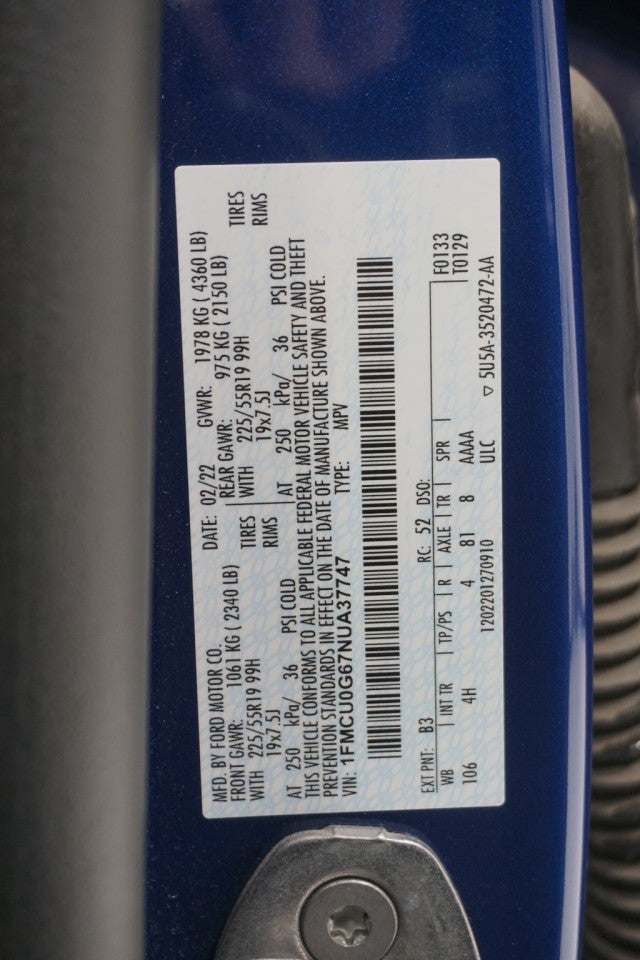 MFD. BY FORD MOTOR CO. DATE: 02/22 GVWR: 1978 KG ( 4360 LB)
FRONT GAWR: 1061 KG ( 2340 LB) REAR GAWR: 975 KG ( 2150 LB)
WITH 225/55R19 99H TIRES WITH 225/55R19 99H TIRES
19x7.5J RIMS 19x7.5J RIMS
AT 250 kPa/ 36 PSI COLD AT 250 kPa/ 36 PSI COLD
THIS VEHICLE CONFORMS TO ALL APPLICABLE FEDERAL MOTOR VEHICLE SAFETY AND THEFT
PREVENTION STANDARDS IN EFFECT ON THE DATE OF MANUFACTURE SHOWN ABOVE.
VIN: 1FMCU0G67NUA37747 TYPE: MPV
F0133
T0129
EXT PNT: B3 RC: 52 DSO:
WB INT TR TP/PS R AXLE TR SPR
106 4H 4 81 8 AAAA
1202201270910 ULC
▽ 5U5A-3520472-AA